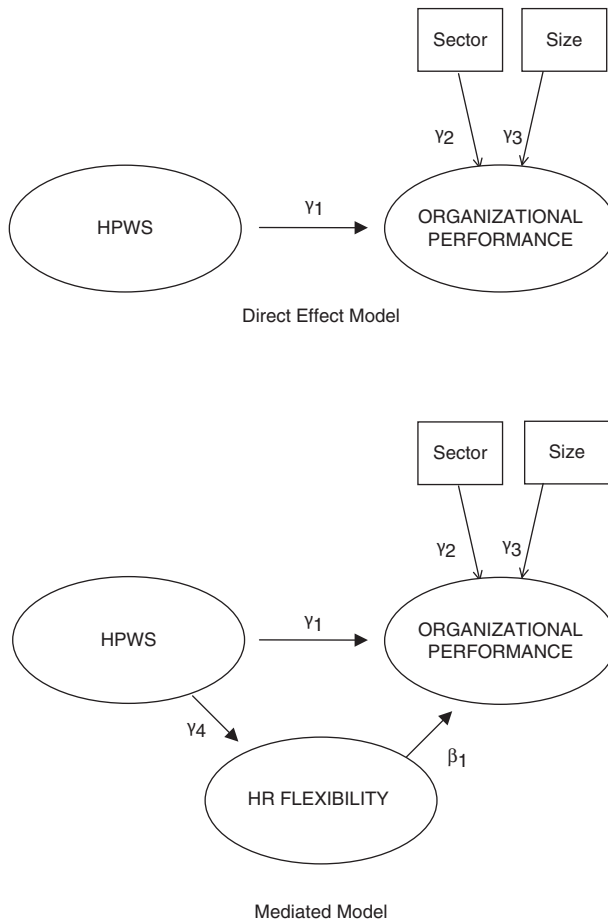 Sector
Size
γ2
γ3
HPWS
γ1
ORGANIZATIONAL
PERFORMANCE
Direct Effect Model
Sector
Size
γ2
γ3
HPWS
γ1
ORGANIZATIONAL
PERFORMANCE
γ4
β1
HR FLEXIBILITY
Mediated Model